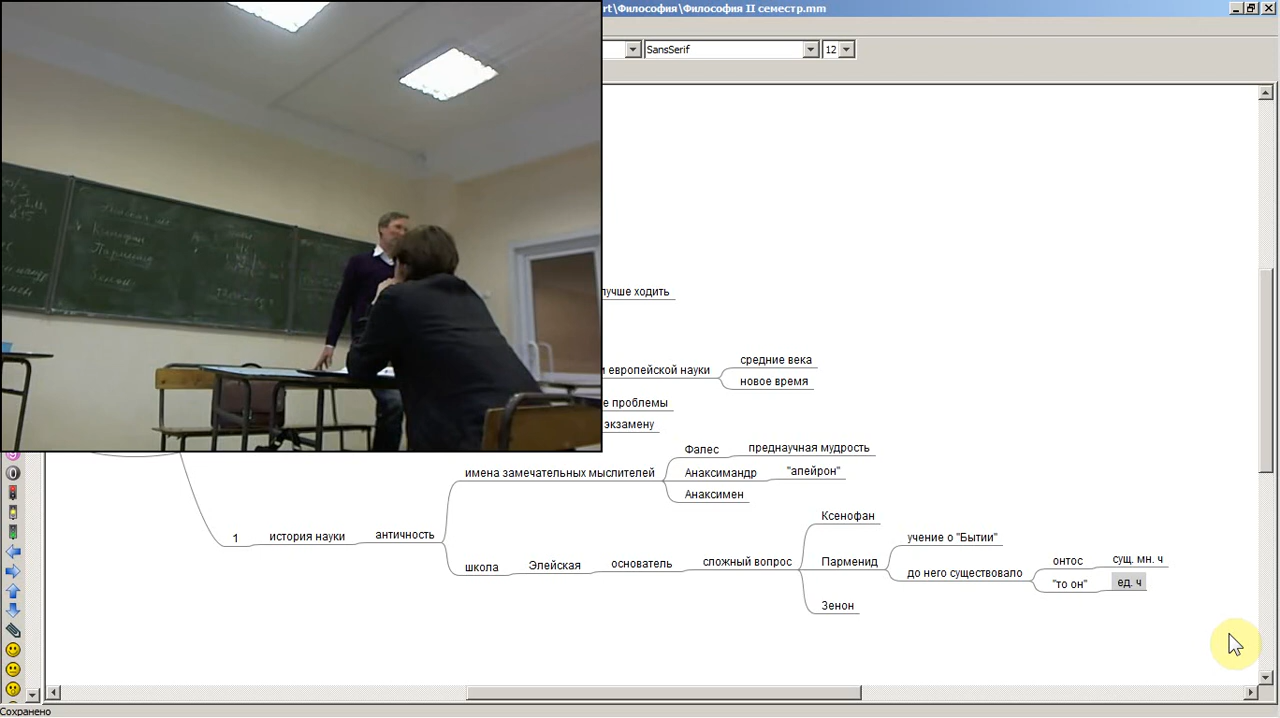 rt\Философия\Философия II семестр.mm
SansSerif
12
Ксенофан
Зенон
лучше ходить
и европейской науки
средние века
новое время
е проблемы
экзамену
имена замечательных мыслителей
Фалес
преднаучная мудрость
Анаксимандр
"апейрон"
Анаксимен
1
история науки
античность
школа
Элейская
основатель
сложный вопрос
Ксенофан
Парменид
учение о "Бытии"
до него существовало
онтос
сущ. мн. ч
"то он"
ед. ч
Зенон
Сохранено